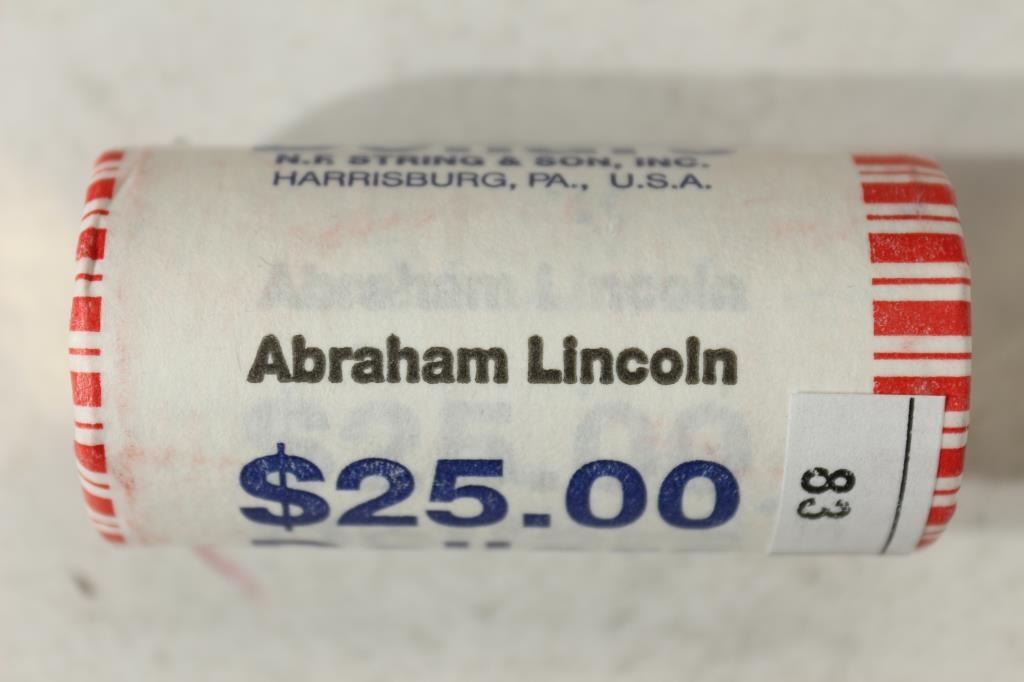 N.F. STRING & SON, INC.
HARRISBURG, PA., U.S.A.
Abraham Lincoln
$25.00
83